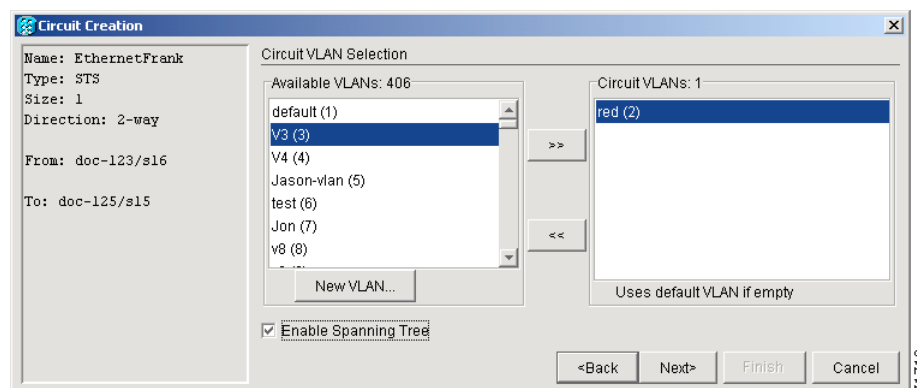 Circuit Creation
Name: EthernetFrank
Type: STS
Size: 1
Direction: 2-way
From: doc-123/s16
To: doc-125/s15
Circuit VLAN Selection
Available VLANs: 406
default (1)
V3 (3)
V4 (4)
Jason-vlan (5)
test (6)
Jon (7)
v8 (8)
New VLAN...
>>
<<
Circuit VLANs: 1
red (2)
Uses default VLAN if empty
Enable Spanning Tree
<Back
Next>
Finish
Cancel